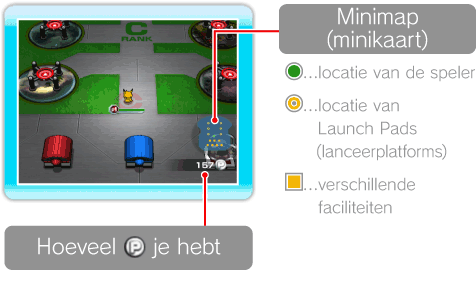 Minimap
(minikaart)
C
RANK
...locatie van de speler
...locatie van
Launch Pads
(lanceerplatforms)
...verschillende
faciliteiten
157 P
Hoeveel P je hebt